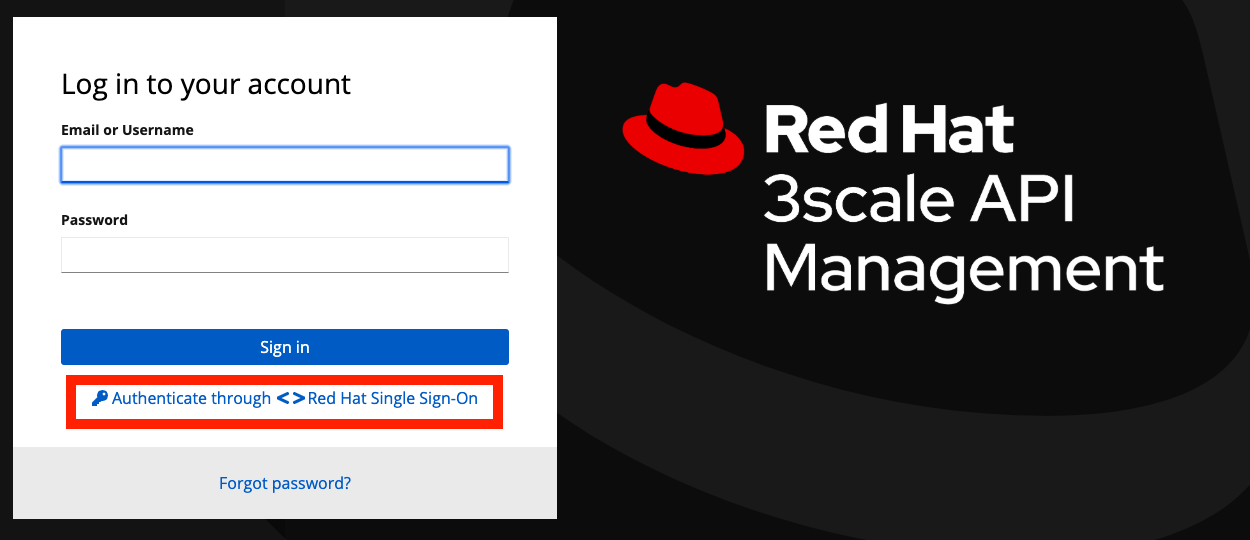 Log in to your account
Email or Username
Password
Sign in
Authenticate through <> Red Hat Single Sign-On
Forgot password?
Red Hat
3scale API
Management